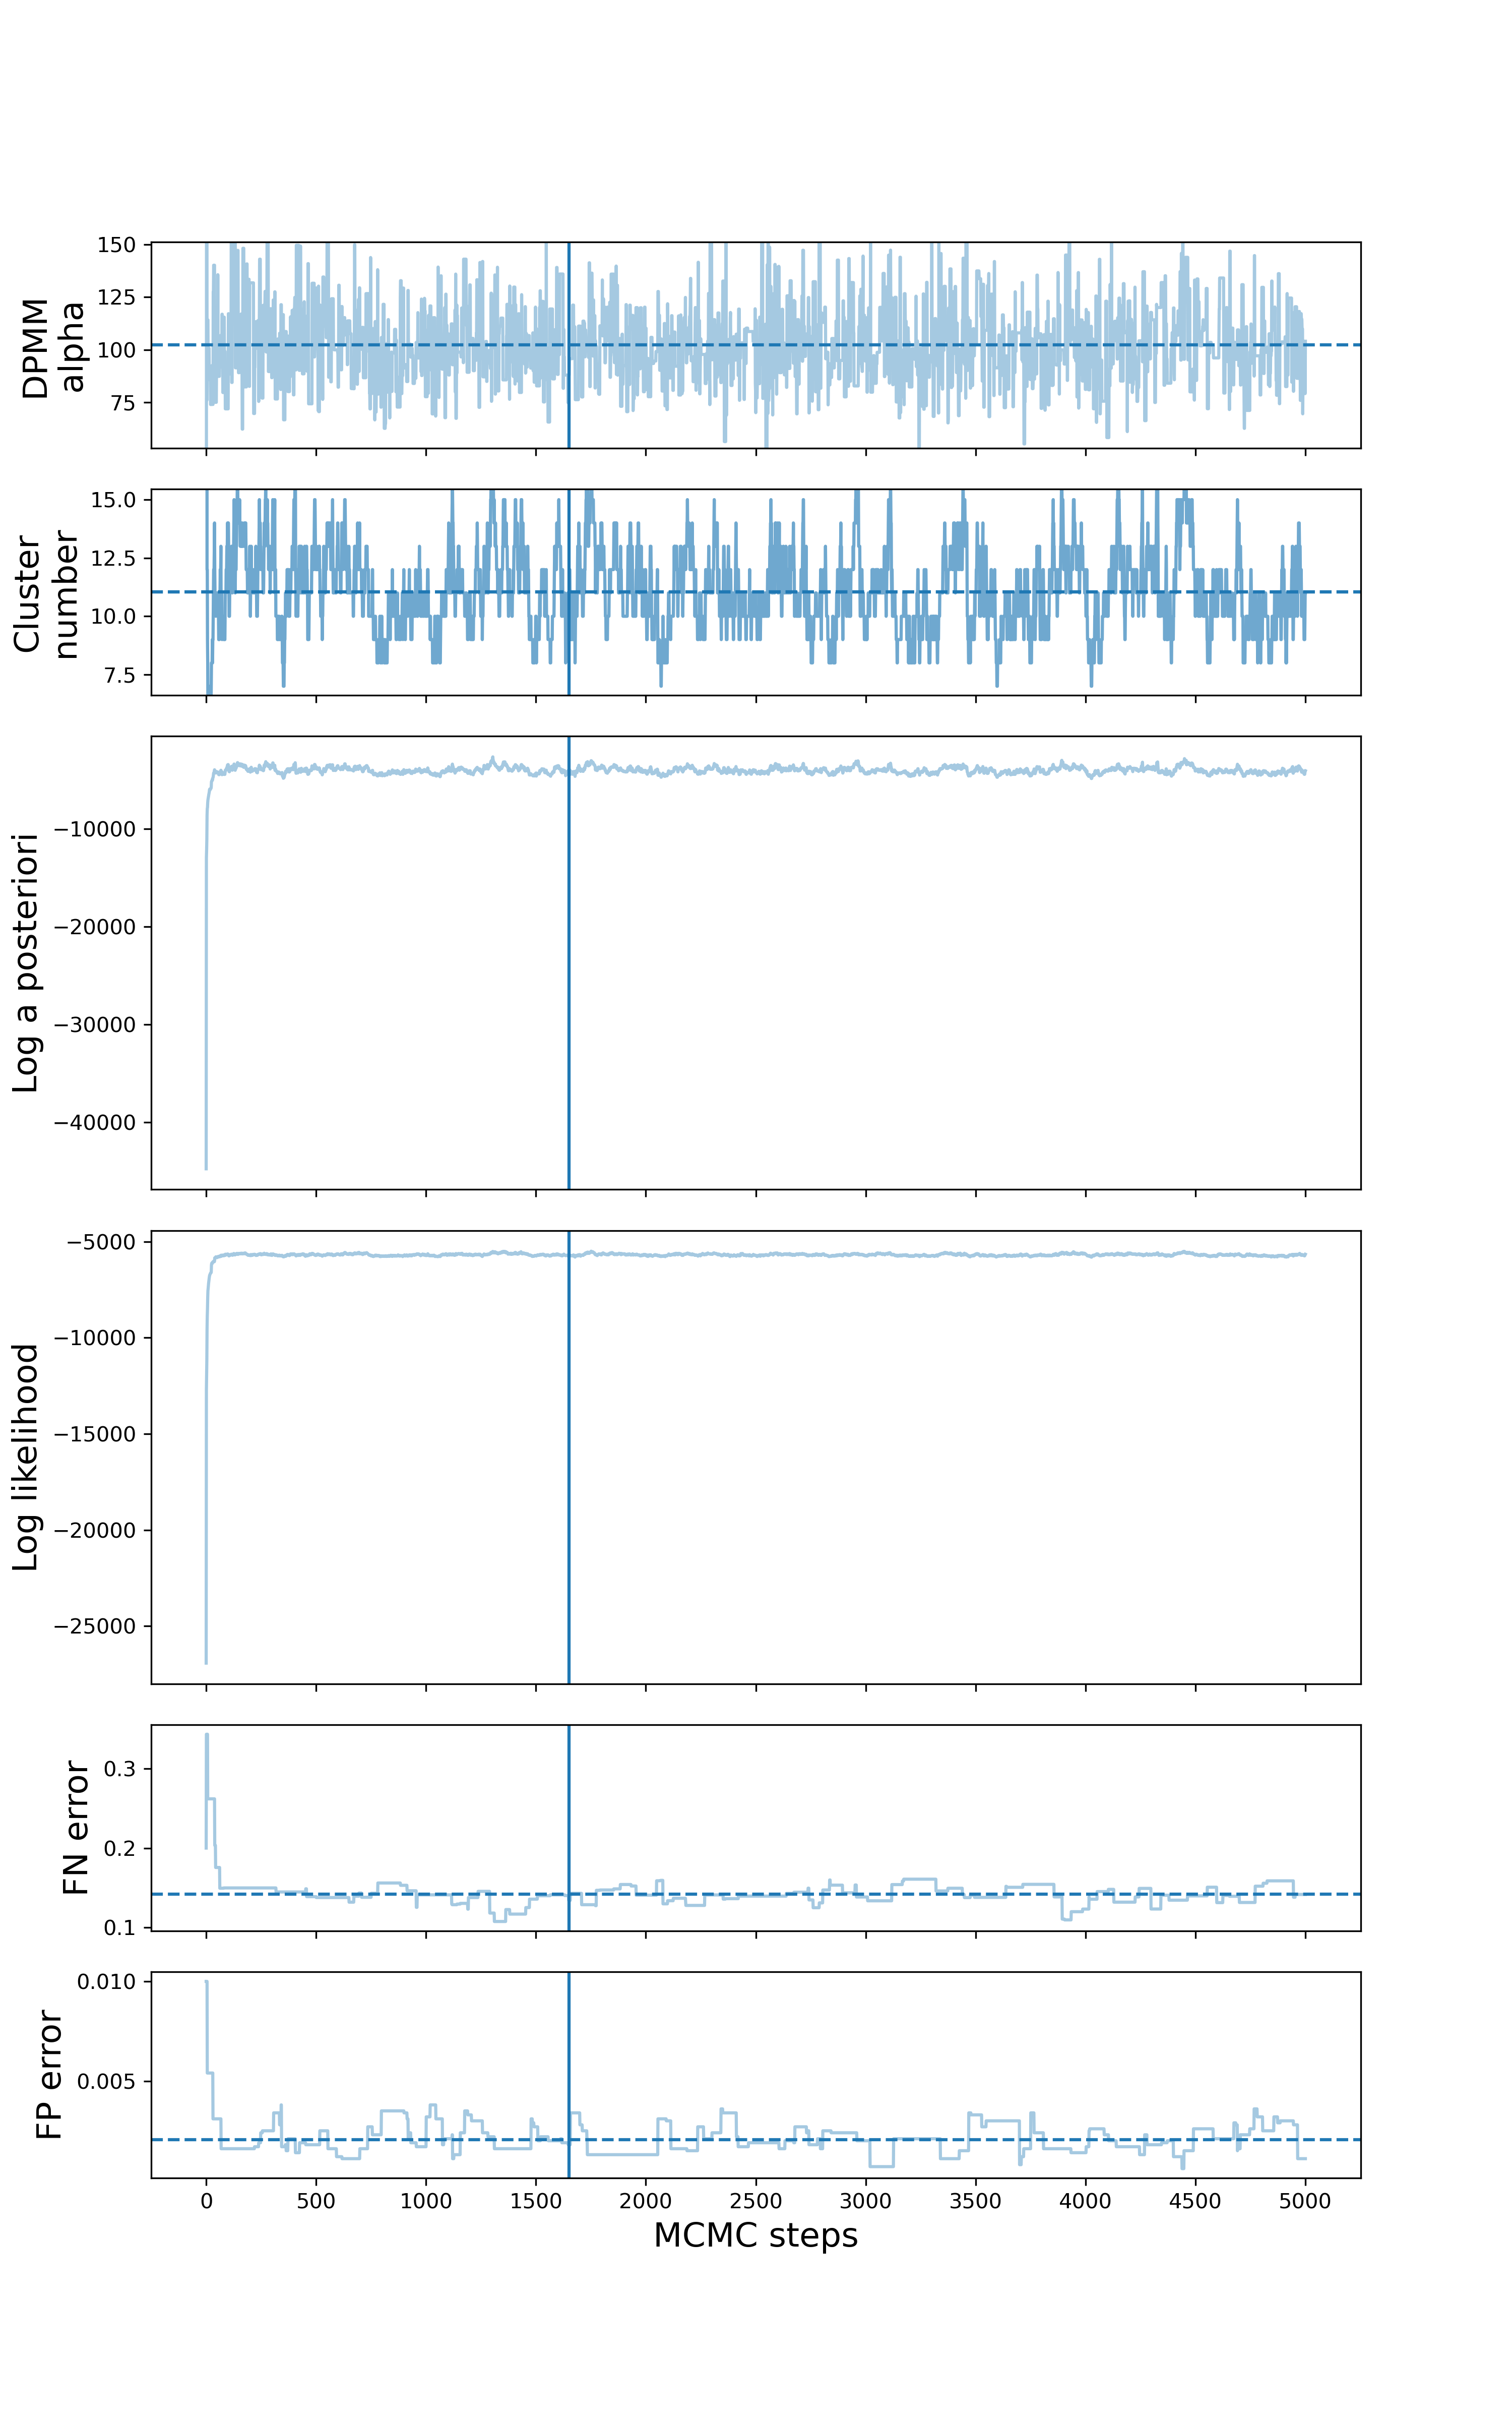 DPMM
alpha
150
125
100
75
Cluster
number
15.0
12.5
10.0
7.5
Log a posteriori
−10000
−20000
−30000
−40000
Log likelihood
−5000
−10000
−15000
−20000
−25000
FN error
0.3
0.2
0.1
FP error
0.010
0.005
0 500 1000 1500 2000 2500 3000 3500 4000 4500 5000
MCMC steps